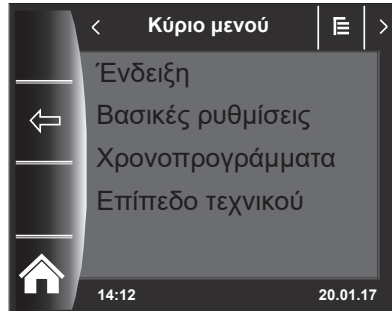 Κύριο μενού
Ένδειξη
Βασικές ρυθμίσεις
Χρονοπρογράμματα
Επίπεδο τεχνικού
14:12 20.01.17